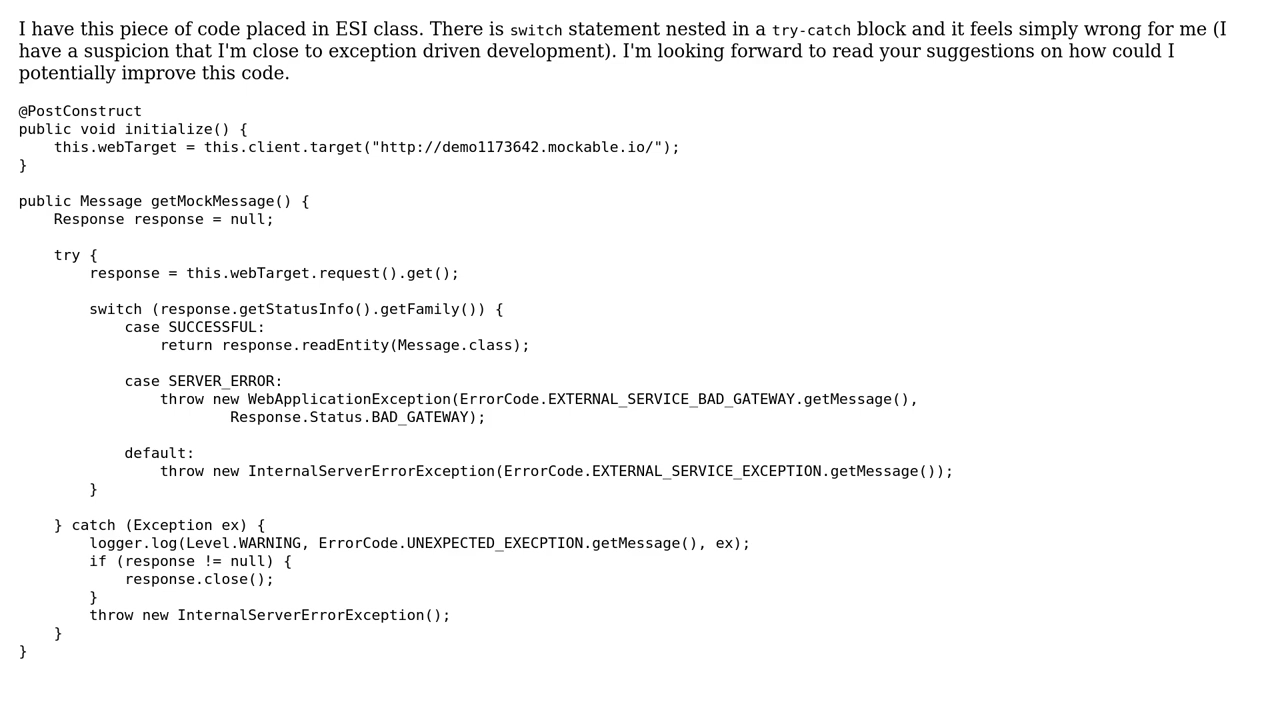 I have this piece of code placed in ESI class. There is switch statement nested in a try-catch block and it feels simply wrong for me (I
have a suspicion that I'm close to exception driven development). I'm looking forward to read your suggestions on how could I
potentially improve this code.
@PostConstruct
public void initialize() {
    this.webTarget = this.client.target("http://demo1173642.mockable.io/");
}
public Message getMockMessage() {
    Response response = null;
    try {
        response = this.webTarget.request().get();
        switch (response.getStatusInfo().getFamily()) {
            case SUCCESSFUL:
                return response.readEntity(Message.class);
            case SERVER_ERROR:
                throw new WebApplicationException(ErrorCode.EXTERNAL_SERVICE_BAD_GATEWAY.getMessage(),
                        Response.Status.BAD_GATEWAY);
            default:
                throw new InternalServerErrorException(ErrorCode.EXTERNAL_SERVICE_EXCEPTION.getMessage());
        }
    } catch (Exception ex) {
        logger.log(Level.WARNING, ErrorCode.UNEXPECTED_EXECPTION.getMessage(), ex);
        if (response != null) {
            response.close();
        }
        throw new InternalServerErrorException();
    }
}